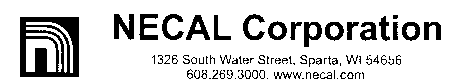 NECAL Corporation
1326 South Water Street, Sparta, WI 54656
608.269.3000, www.necal.com